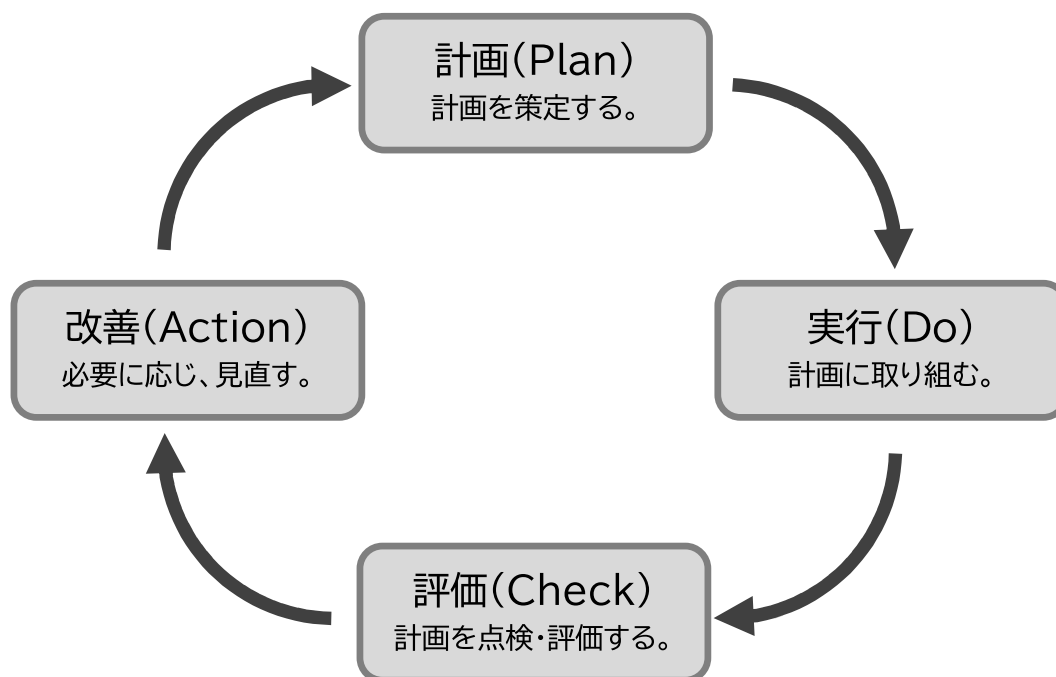 計画(Plan)
計画を策定する。
改善(Action)
必要に応じ、見直す。
実行(Do)
計画に取り組む。
評価(Check)
計画を点検・評価する。